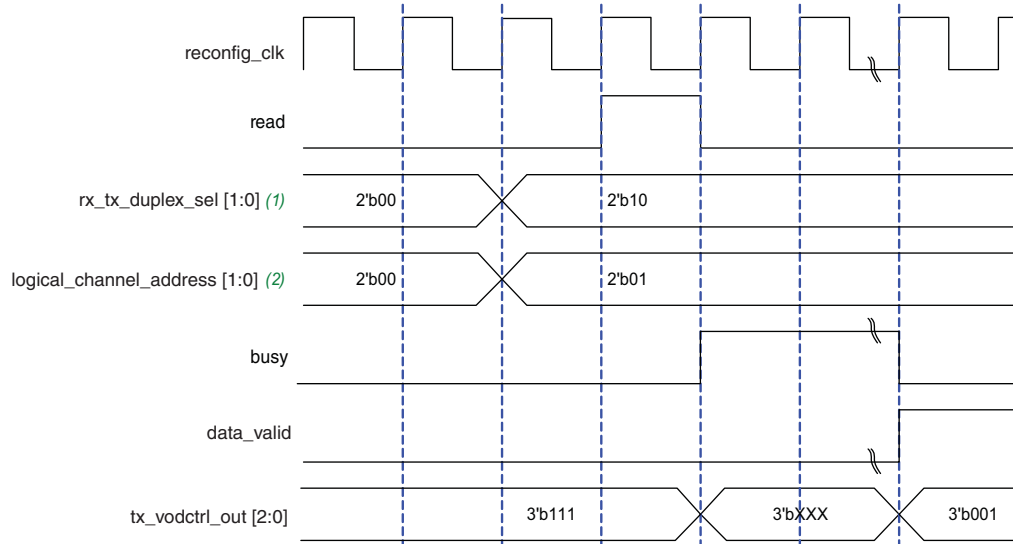 reconfig_clk
read
rx_tx_duplex_sel [1:0] (1) 2'b00 2'b10
logical_channel_address [1:0] (2) 2'b00 2'b01
busy
data_valid
tx_vodctrl_out [2:0] 3'b111 3'bXXX 3'b001